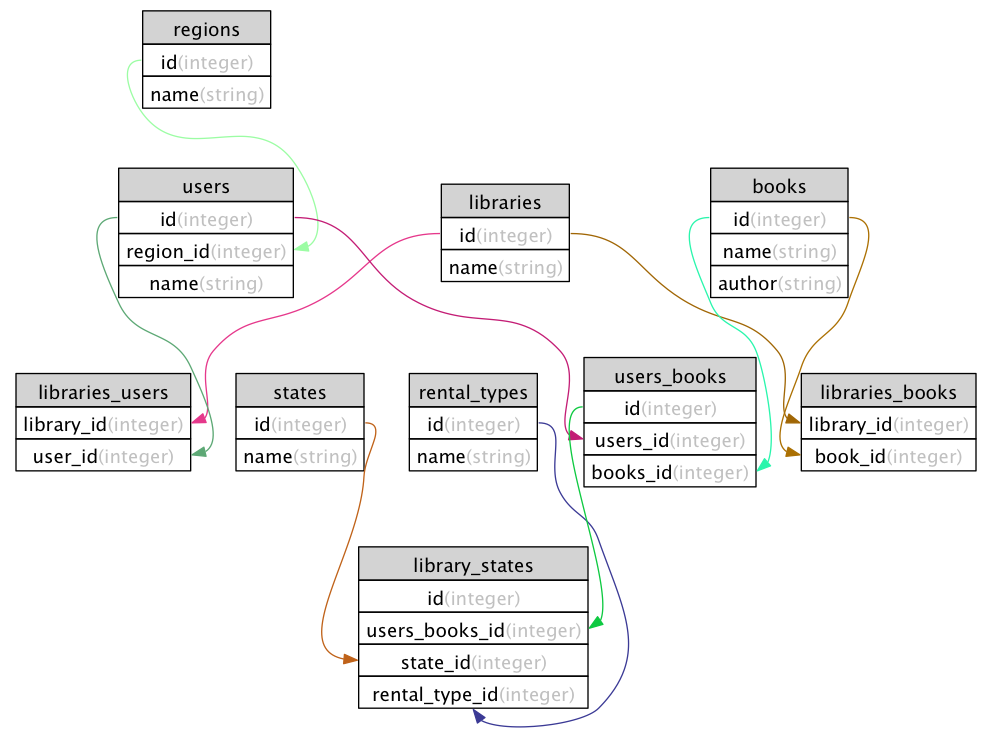 regions
id(integer)
name(string)
users
id(integer)
region_id(integer)
name(string)
libraries
id(integer)
name(string)
books
id(integer)
name(string)
author(string)
libraries_users
library_id(integer)
user_id(integer)
states
id(integer)
name(string)
rental_types
id(integer)
name(string)
users_books
id(integer)
users_id(integer)
books_id(integer)
libraries_books
library_id(integer)
book_id(integer)
library_states
id(integer)
users_books_id(integer)
state_id(integer)
rental_type_id(integer)